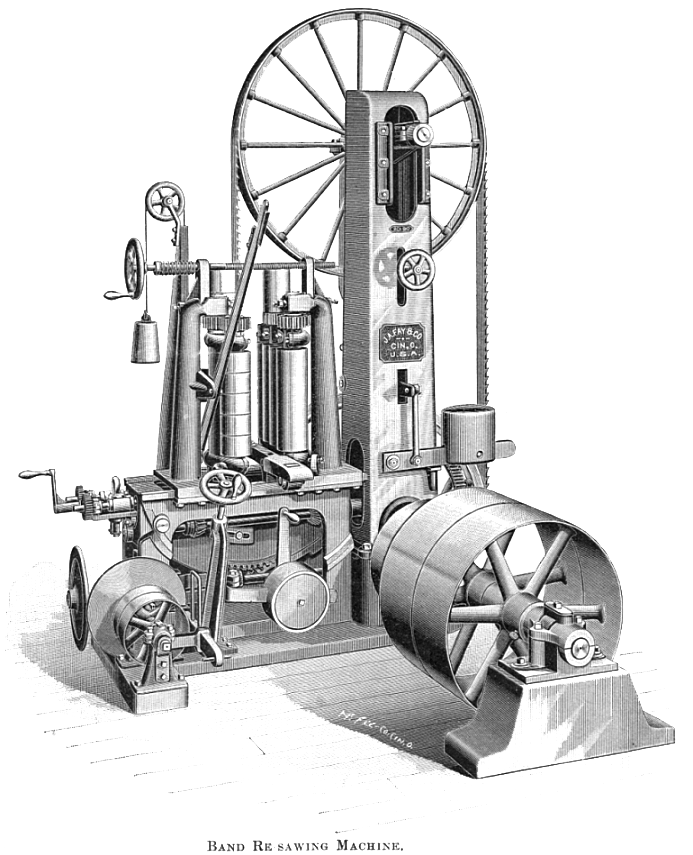 J.A.FAY & CO
CIN.O.
U.S.A.
BAND RE SAWING MACHINE.